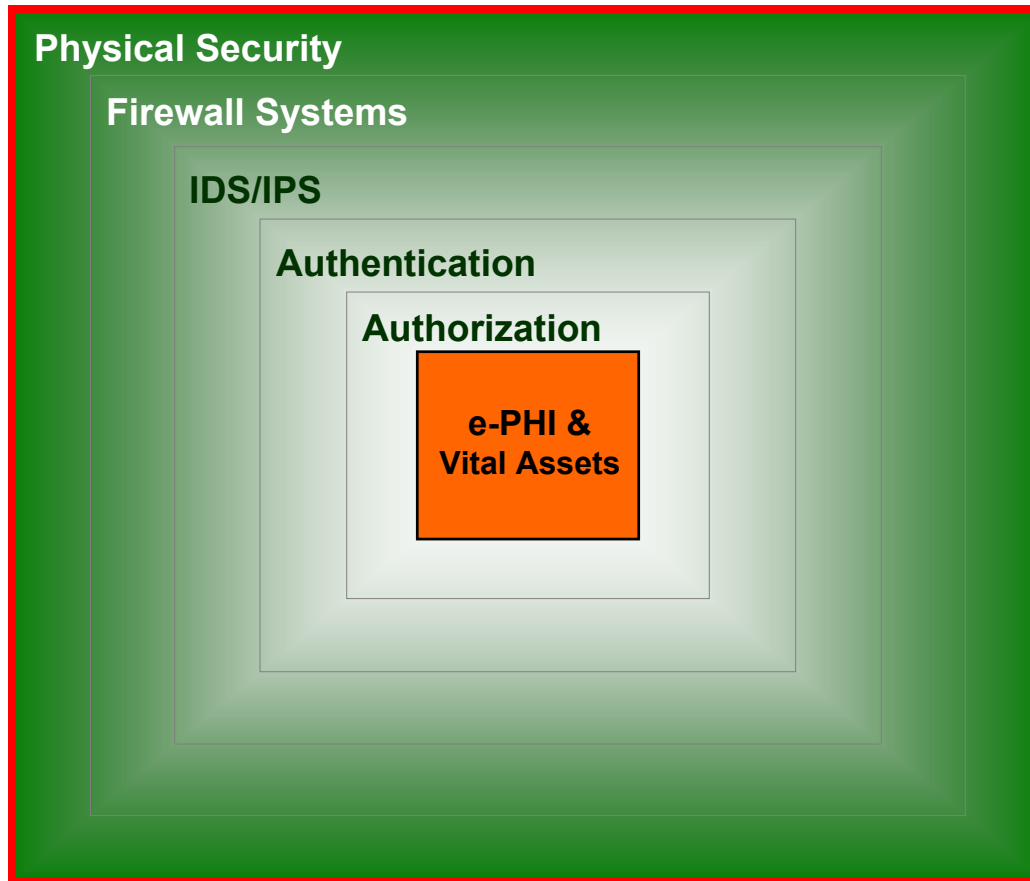 Physical Security
Firewall Systems
IDS/IPS
Authentication
Authorization
e-PHI &
Vital Assets